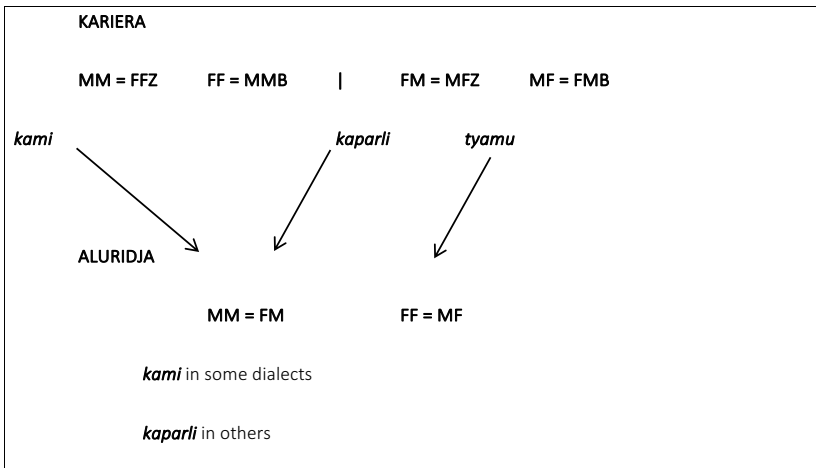 KARIERA
MM = FFZ FF = MMB | FM = MFZ MF = FMB
kami kaparli tyamu
ALURIDJA
MM = FM FF = MF
kami in some dialects
kaparli in others